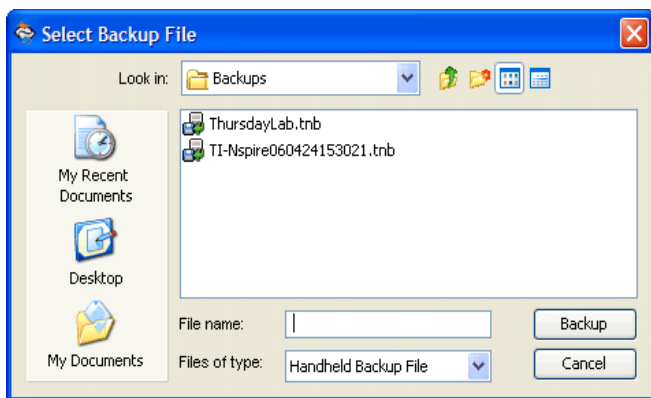 Select Backup File
Look in:
Backups
My Recent
Documents
Desktop
My Documents
ThursdayLab.tnb
TI-Nspire060424153021.tnb
File name:
Backup
Files of type:
Handheld Backup File
Cancel